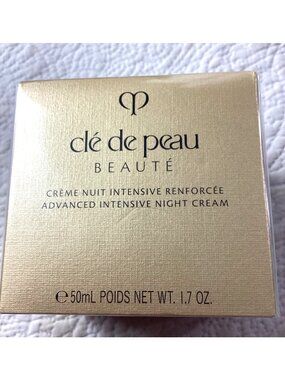 clé de peau
BEAUTÉ
CRÈME NUIT INTENSIVE RENFORCÉE
ADVANCED INTENSIVE NIGHT CREAM
℮50mL POIDS NET WT. 1.7 OZ.